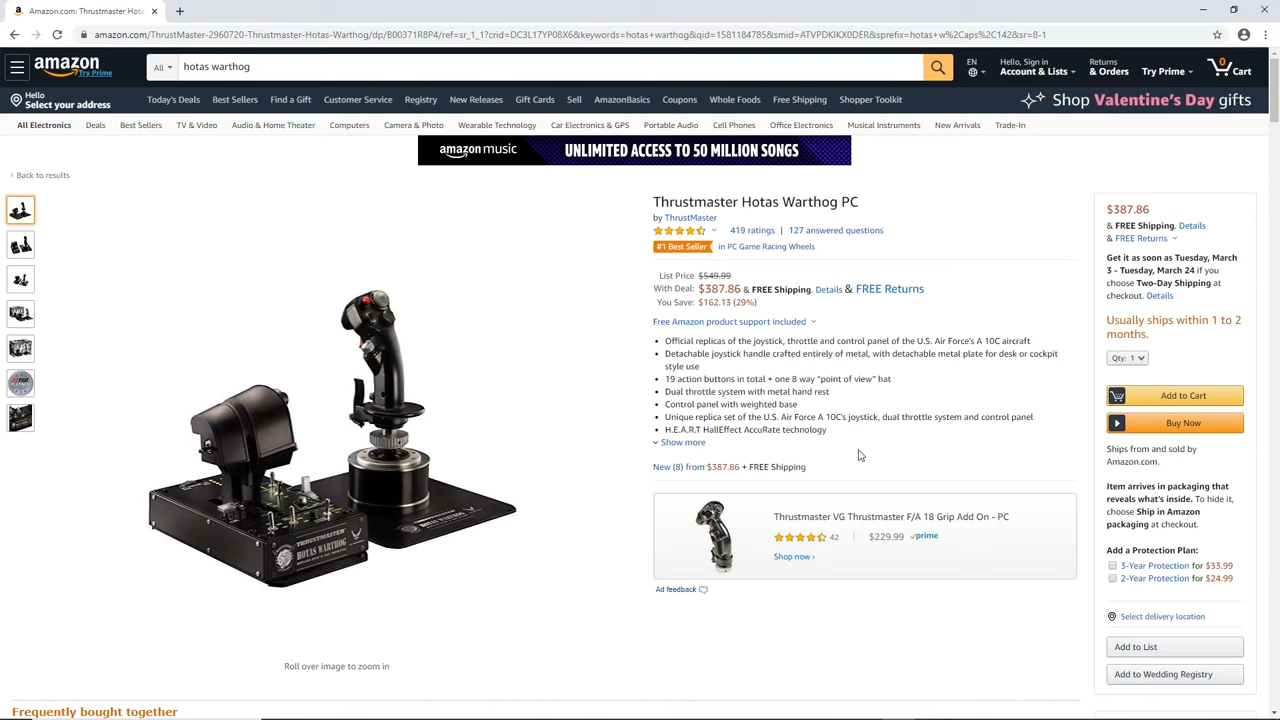 Amazon.com: Thrustmaster Hotas
amazon.com/ThrustMaster-2960720-Thrustmaster-Hotas-Warthog/dp/B00371R8P4/ref=sr_1_1?crid=DC3L17YP08X6&keywords=hotas+warthog&qid=1581184785&smid=ATVPDKIKX0DER&sprefix=hotas+w%2Caps%2C142&sr=8-1
amazon
Try Prime
All
hotas warthog
EN
Hello, Sign in
Account & Lists
Returns
& Orders
Try Prime
0
Cart
Hello
Select your address
Today's Deals Best Sellers Find a Gift Customer Service Registry New Releases Gift Cards Sell AmazonBasics Coupons Whole Foods Free Shipping Shopper Toolkit
Shop Valentine's Day gifts
All Electronics Deals Best Sellers TV & Video Audio & Home Theater Computers Camera & Photo Wearable Technology Car Electronics & GPS Portable Audio Cell Phones Office Electronics Musical Instruments New Arrivals Trade-In
amazon music UNLIMITED ACCESS TO 50 MILLION SONGS
‹ Back to results
THRUSTMASTER
HOTAS WARTHOG
Roll over image to zoom in
Thrustmaster Hotas Warthog PC
by ThrustMaster
419 ratings | 127 answered questions
#1 Best Seller in PC Game Racing Wheels
List Price $549.99
With Deal: $387.86 & FREE Shipping. Details & FREE Returns
You Save: $162.13 (29%)
Free Amazon product support included
• Official replicas of the joystick, throttle and control panel of the U.S. Air Force's A 10C aircraft
• Detachable joystick handle crafted entirely of metal, with detachable metal plate for desk or cockpit
style use
• 19 action buttons in total + one 8 way “point of view” hat
• Dual throttle system with metal hand rest
• Control panel with weighted base
• Unique replica set of the U.S. Air Force A 10C's joystick, dual throttle system and control panel
• H.E.A.R.T HallEffect AccuRate technology
Show more
New (8) from $387.86 + FREE Shipping
Thrustmaster VG Thrustmaster F/A 18 Grip Add On - PC
42 $229.99 prime
Shop now ›
Ad feedback
$387.86
& FREE Shipping. Details
& FREE Returns
Get it as soon as Tuesday, March
3 - Tuesday, March 24 if you
choose Two-Day Shipping at
checkout. Details
Usually ships within 1 to 2
months.
Qty: 1
Add to Cart
Buy Now
Ships from and sold by
Amazon.com.
Item arrives in packaging that
reveals what's inside. To hide it,
choose Ship in Amazon
packaging at checkout.
Add a Protection Plan:
3-Year Protection for $33.99
2-Year Protection for $24.99
Select delivery location
Add to List
Add to Wedding Registry
Frequently bought together